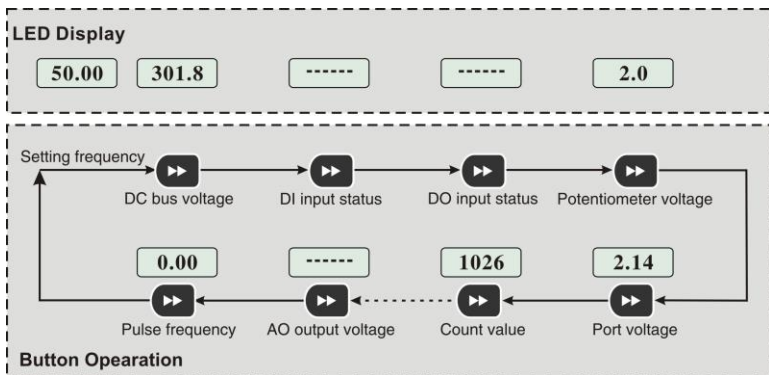 LED Display
50.00 301.8 ------ ------ 2.0
Setting frequency
DC bus voltage DI input status DO input status Potentiometer voltage
0.00 ------ 1026 2.14
Pulse frequency AO output voltage Count value Port voltage
Button Opearation